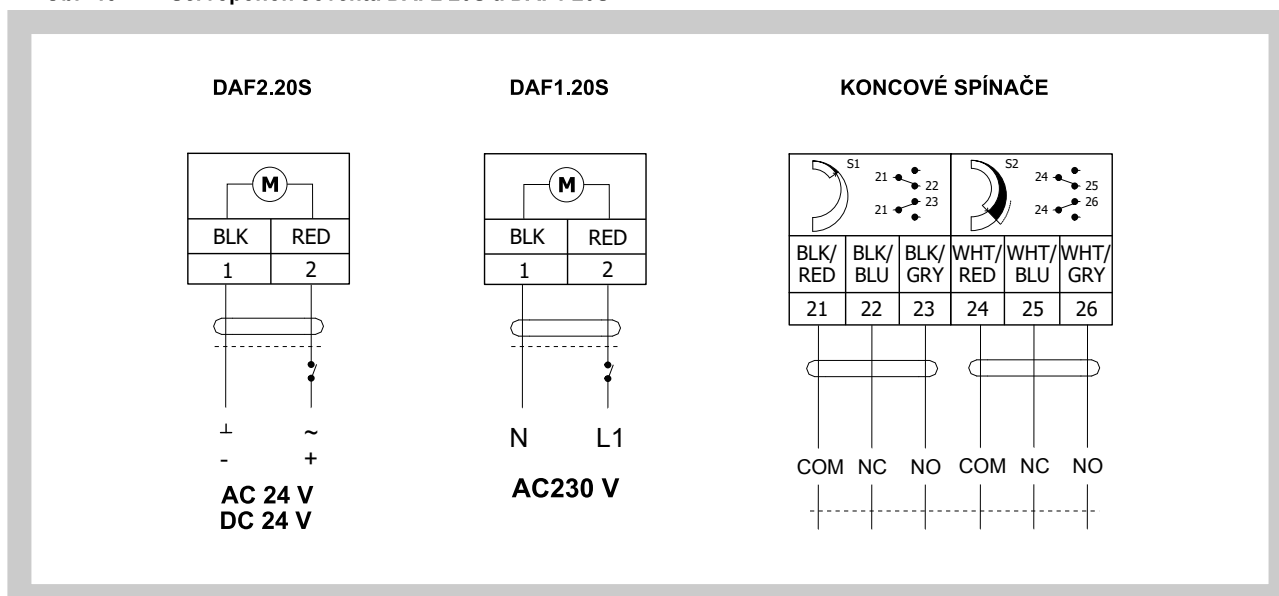 DAF2.20S
M
BLK RED
1 2
⊥ ~
- +
AC 24 V
DC 24 V
DAF1.20S
M
BLK RED
1 2
N L1
AC230 V
KONCOVÉ SPÍNAČE
S1
21
22
21
23
S2
24
25
24
26
BLK/ BLK/ BLK/ WHT/ WHT/ WHT/
RED BLU GRY RED BLU GRY
21 22 23 24 25 26
COM NC NO COM NC NO